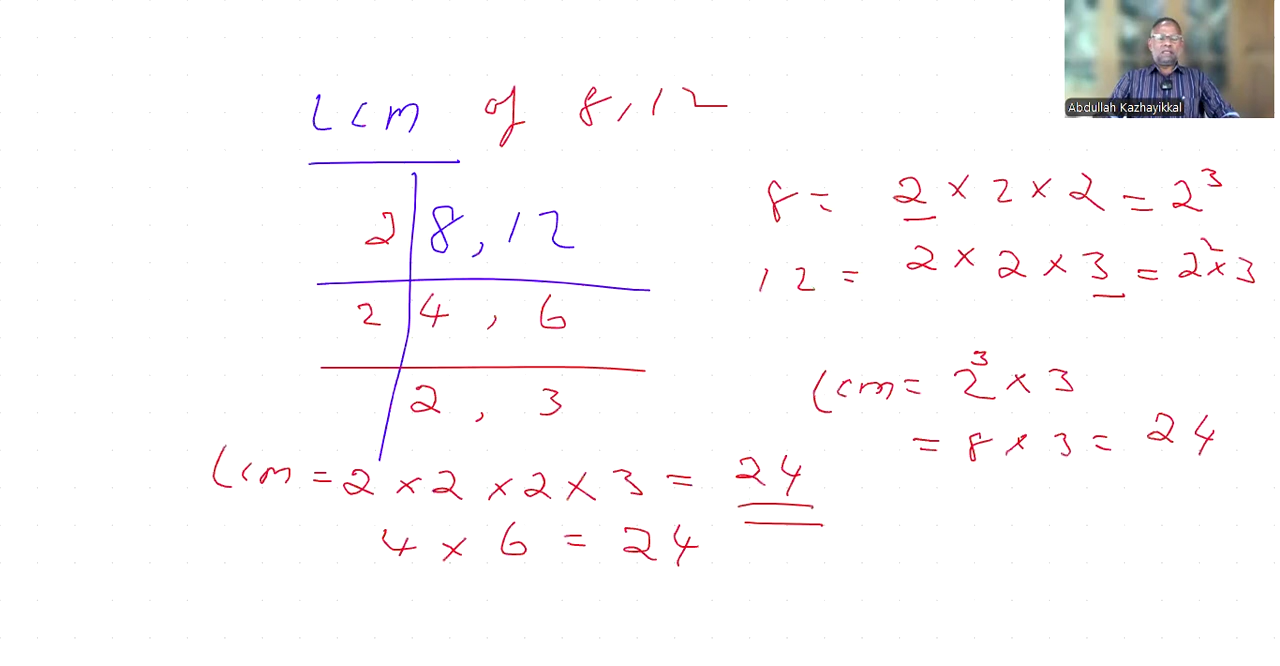 Lcm of 8, 12
2 8, 12
2 4, 6
2, 3
Lcm = 2 × 2 × 2 × 3 = 24
4 × 6 = 24
Abdullah Kazhayikkal
8 = 2 × 2 × 2 = 2³
12 = 2 × 2 × 3 = 2² × 3
Lcm = 2³ × 3
= 8 × 3 = 24